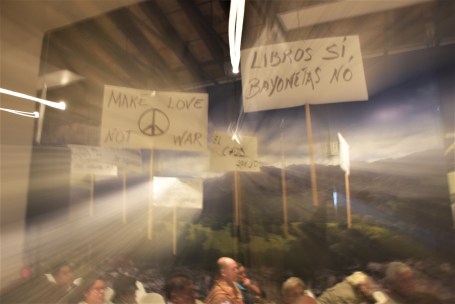 LIBROS SÍ,
BAYONETAS NO
MAKE LOVE
NOT WAR